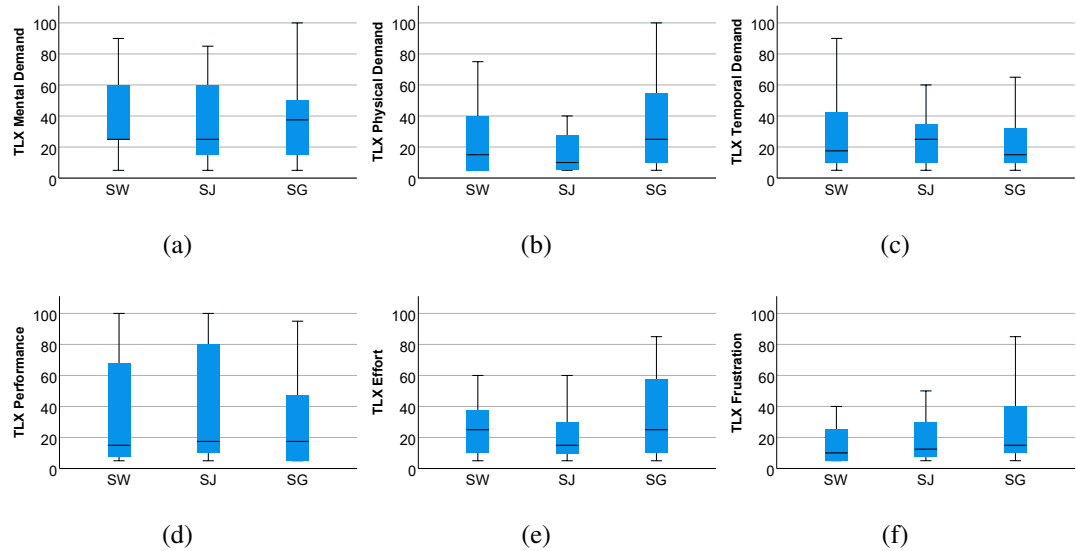 TLX Mental Demand
100
80
60
40
20
0
SW SJ SG
(a)
TLX Physical Demand
100
80
60
40
20
0
SW SJ SG
(b)
TLX Temporal Demand
100
80
60
40
20
0
SW SJ SG
(c)
TLX Performance
100
80
60
40
20
0
SW SJ SG
(d)
TLX Effort
100
80
60
40
20
0
SW SJ SG
(e)
TLX Frustration
100
80
60
40
20
0
SW SJ SG
(f)